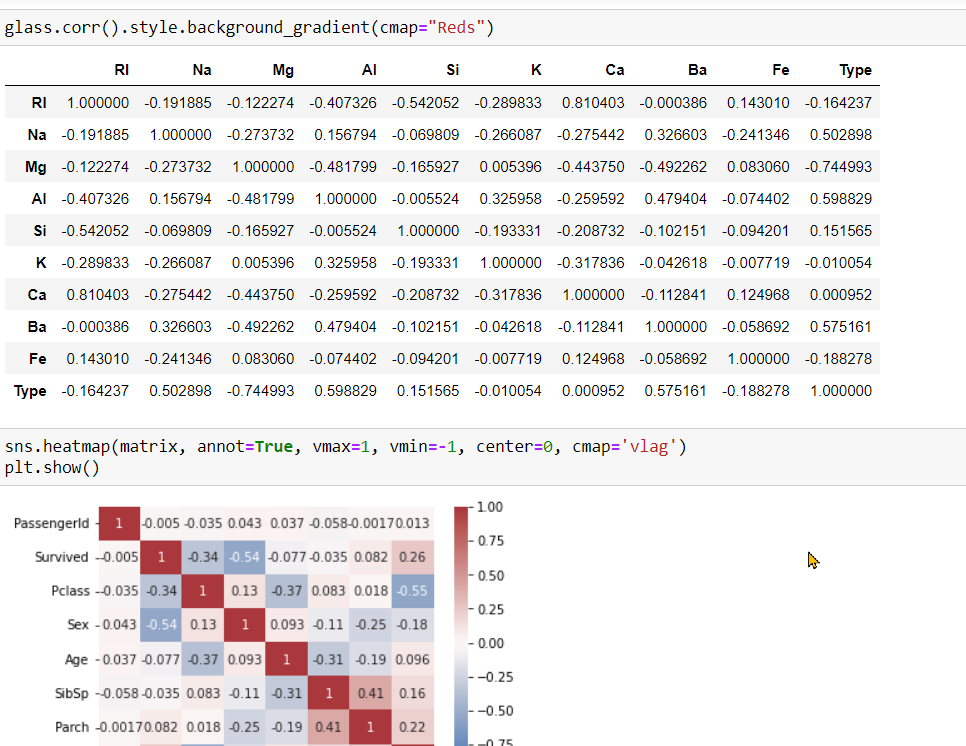 glass.corr().style.background_gradient(cmap="Reds")
RI Na Mg Al Si K Ca Ba Fe Type
RI 1.000000 -0.191885 -0.122274 -0.407326 -0.542052 -0.289833 0.810403 -0.000386 0.143010 -0.164237
Na -0.191885 1.000000 -0.273732 0.156794 -0.069809 -0.266087 -0.275442 0.326603 -0.241346 0.502898
Mg -0.122274 -0.273732 1.000000 -0.481799 -0.165927 0.005396 -0.443750 -0.492262 0.083060 -0.744993
Al -0.407326 0.156794 -0.481799 1.000000 -0.005524 0.325958 -0.259592 0.479404 -0.074402 0.598829
Si -0.542052 -0.069809 -0.165927 -0.005524 1.000000 -0.193331 -0.208732 -0.102151 -0.094201 0.151565
K -0.289833 -0.266087 0.005396 0.325958 -0.193331 1.000000 -0.317836 -0.042618 -0.007719 -0.010054
Ca 0.810403 -0.275442 -0.443750 -0.259592 -0.208732 -0.317836 1.000000 -0.112841 0.124968 0.000952
Ba -0.000386 0.326603 -0.492262 0.479404 -0.102151 -0.042618 -0.112841 1.000000 -0.058692 0.575161
Fe 0.143010 -0.241346 0.083060 -0.074402 -0.094201 -0.007719 0.124968 -0.058692 1.000000 -0.188278
Type -0.164237 0.502898 -0.744993 0.598829 0.151565 -0.010054 0.000952 0.575161 -0.188278 1.000000
sns.heatmap(matrix, annot=True, vmax=1, vmin=-1, center=0, cmap='vlag')
plt.show()
PassengerId 1 -0.005 -0.035 0.043 0.037 -0.058 -0.0017 0.013
Survived -0.005 1 -0.34 -0.54 -0.077 -0.035 0.082 0.26
Pclass -0.035 -0.34 1 0.13 -0.37 0.083 0.018 -0.55
Sex 0.043 -0.54 0.13 1 0.093 -0.11 -0.25 -0.18
Age 0.037 -0.077 -0.37 0.093 1 -0.31 -0.19 0.096
SibSp -0.058 -0.035 0.083 -0.11 -0.31 1 0.41 0.16
Parch -0.0017 0.082 0.018 -0.25 -0.19 0.41 1 0.22
1.00
0.75
0.50
0.25
0.00
−0.25
−0.50
−0.75